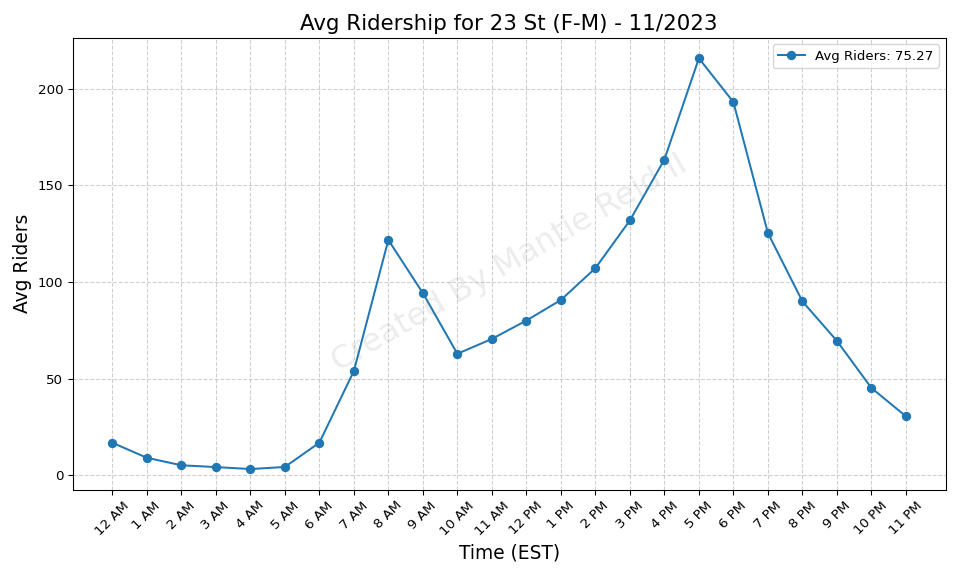 Avg Ridership for 23 St (F-M) - 11/2023
Avg Riders: 75.27
Avg Riders
200
150
100
50
0
Created By Mantle Reid II
12 AM
1 AM
2 AM
3 AM
4 AM
5 AM
6 AM
7 AM
8 AM
9 AM
10 AM
11 AM
12 PM
1 PM
2 PM
3 PM
4 PM
5 PM
6 PM
7 PM
8 PM
9 PM
10 PM
11 PM
Time (EST)